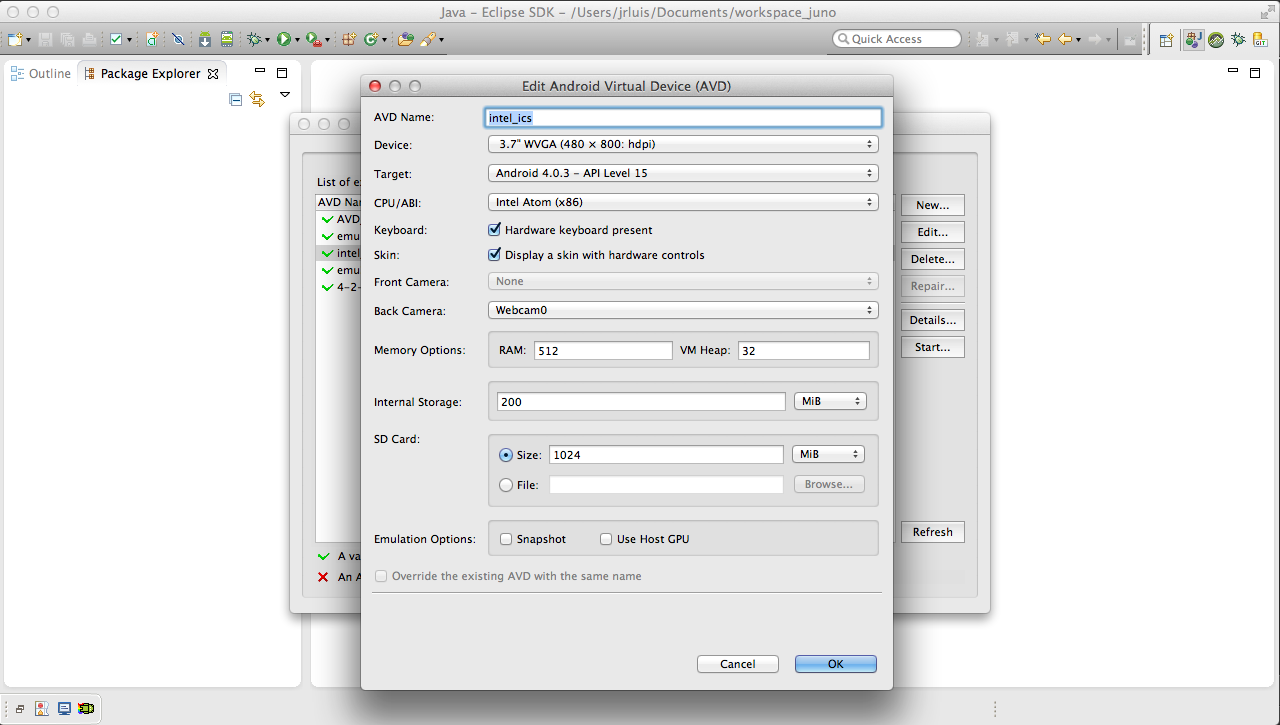 Java – Eclipse SDK – /Users/jrluis/Documents/workspace_juno
Quick Access
Outline
Package Explorer
Edit Android Virtual Device (AVD)
AVD Name: intel_ics
Device: 3.7" WVGA (480 × 800: hdpi)
Target: Android 4.0.3 – API Level 15
CPU/ABI: Intel Atom (x86)
Keyboard: Hardware keyboard present
Skin: Display a skin with hardware controls
Front Camera: None
Back Camera: Webcam0
Memory Options: RAM: 512 VM Heap: 32
Internal Storage: 200 MiB
SD Card:
Size: 1024 MiB
File: Browse...
Emulation Options: Snapshot Use Host GPU
Override the existing AVD with the same name
Cancel OK
List of e
AVD Na
AVD
emu
intel
emu
4-2-
A va
An A
New...
Edit...
Delete...
Repair...
Details...
Start...
Refresh